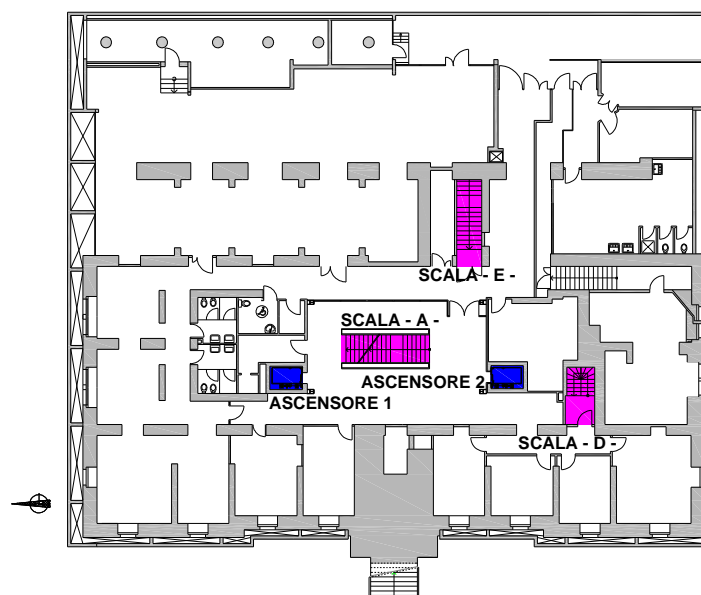 SCALA - E -
SCALA - A -
ASCENSORE 2
ASCENSORE 1
SCALA - D -